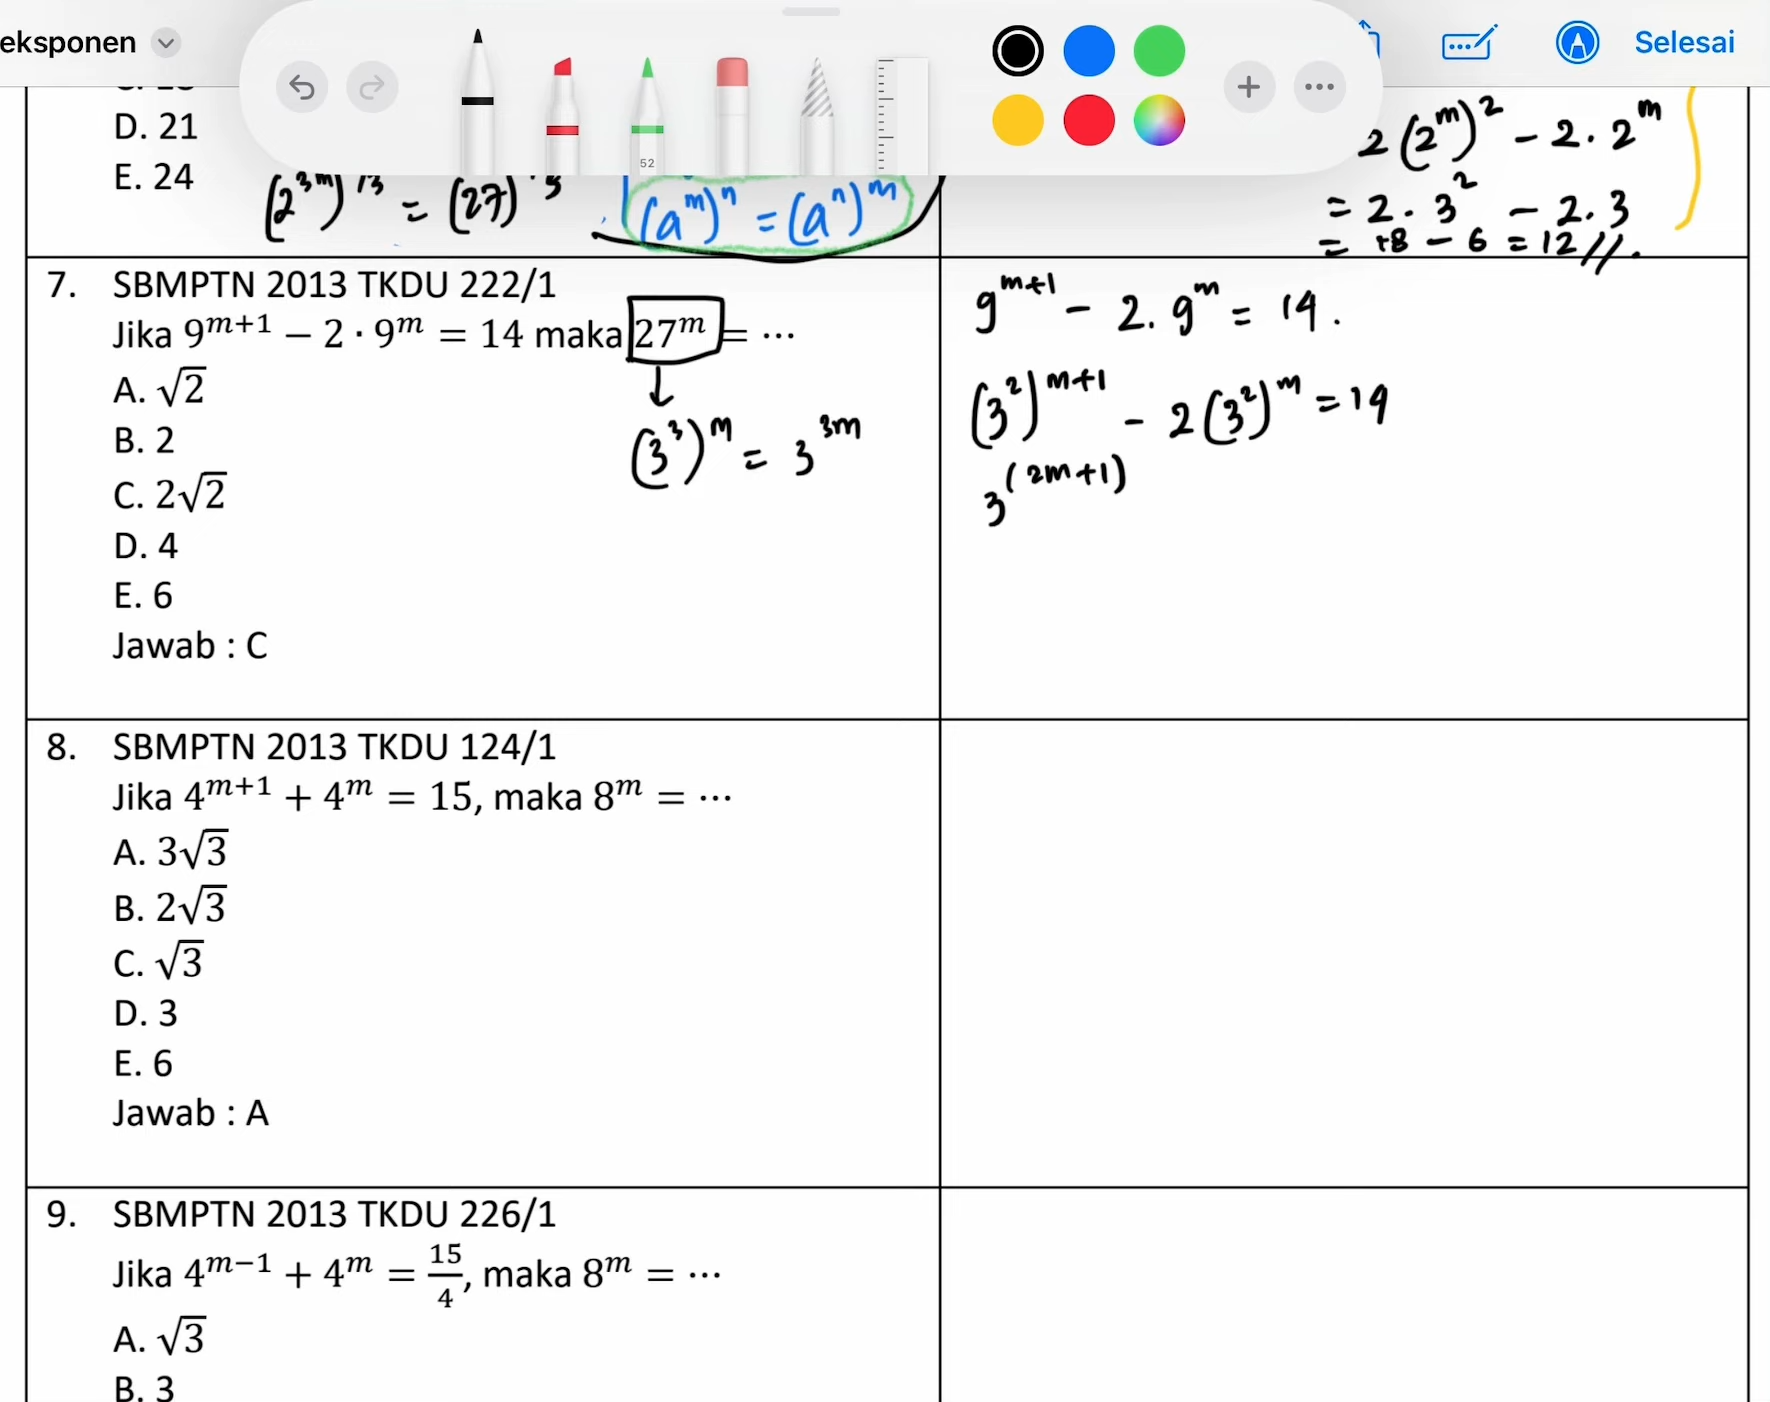 eksponen
Selesai
52
D. 21
E. 24
(2^3m)^1/3 = (27)
(a^m)^n = (a^n)^m
2(2^m)^2 - 2 . 2^m
= 2 . 3^2 - 2 . 3
= 18 - 6 = 12 // .
7. SBMPTN 2013 TKDU 222/1
Jika 9^{m+1} − 2 · 9^m = 14 maka 27^m = ⋯
A. √2
B. 2
C. 2√2
D. 4
E. 6
Jawab : C
↓
(3^3)^m = 3^3m
9^{m+1} - 2 . 9^m = 14 .
(3^2)^{m+1} - 2(3^2)^m = 14
3^(2m+1)
8. SBMPTN 2013 TKDU 124/1
Jika 4^{m+1} + 4^m = 15, maka 8^m = ⋯
A. 3√3
B. 2√3
C. √3
D. 3
E. 6
Jawab : A
9. SBMPTN 2013 TKDU 226/1
Jika 4^{m−1} + 4^m = 15/4, maka 8^m = ⋯
A. √3
B. 3